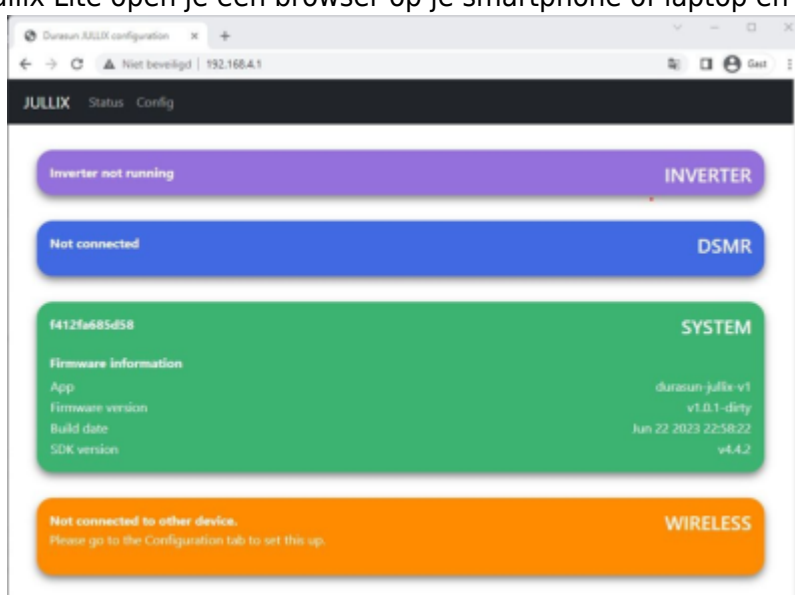 Jullix Lite open je een browser op je smartphone of laptop en
Durasun JULLIX configuration
Niet beveiligd | 192.168.4.1
Gast
JULLIX Status Config
Inverter not running INVERTER
Not connected DSMR
f412fa685d58 SYSTEM
Firmware information
App durasun-jullix-v1
Firmware version v1.0.1-dirty
Build date Jun 22 2023 22:58:22
SDK version v4.4.2
Not connected to other device. WIRELESS
Please go to the Configuration tab to set this up.